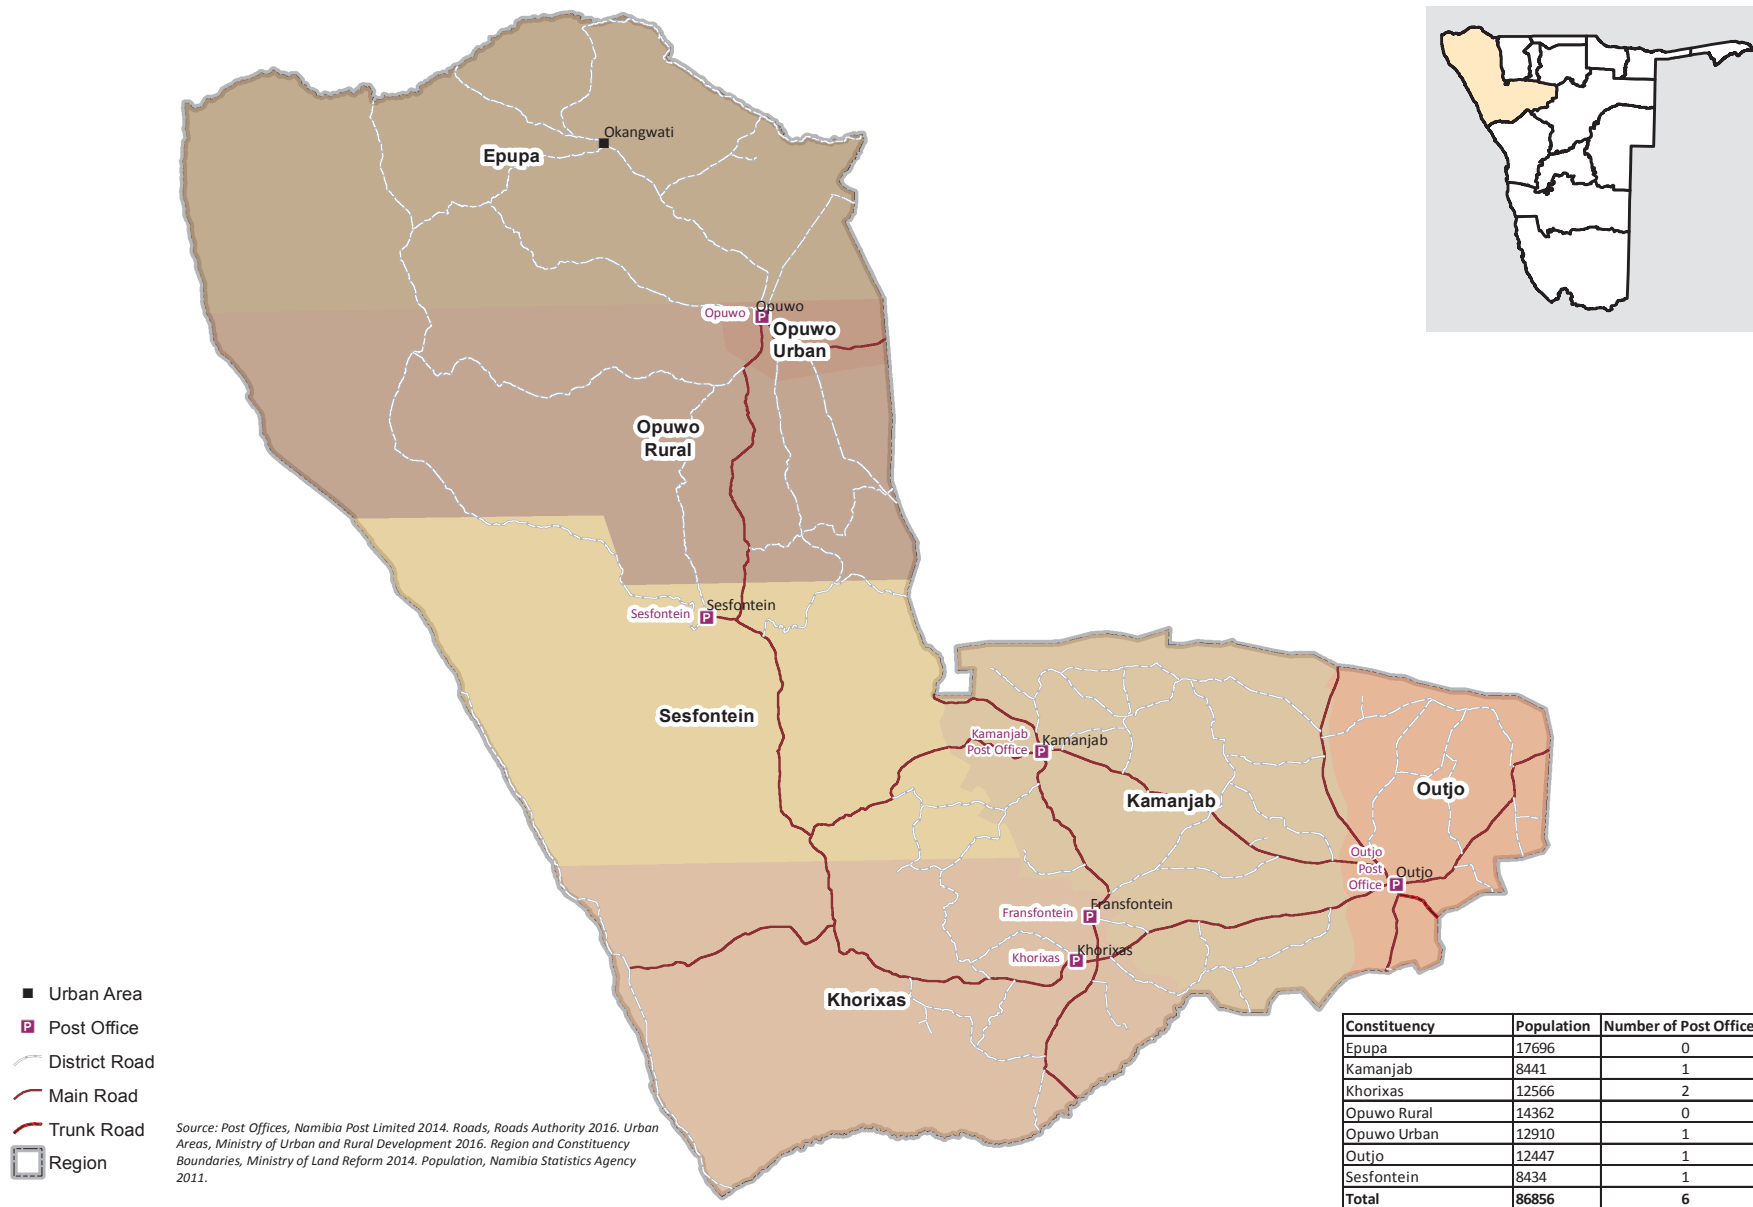 Okangwati
Epupa
Opuwo
Opuwo
Opuwo
Urban
Opuwo
Rural
Sesfontein
Sesfontein
Sesfontein
Kamanjab
Post Office
Kamanjab
Kamanjab
Outjo
Outjo
Post
Office
Outjo
Fransfontein
Fransfontein
Khorixas
Khorixas
Khorixas
Urban Area
P Post Office
District Road
Main Road
Trunk Road
Region
Source: Post Offices, Namibia Post Limited 2014. Roads, Roads Authority 2016. Urban
Areas, Ministry of Urban and Rural Development 2016. Region and Constituency
Boundaries, Ministry of Land Reform 2014. Population, Namibia Statistics Agency
2011.
Constituency Population Number of Post Office
Epupa 17696 0
Kamanjab 8441 1
Khorixas 12566 2
Opuwo Rural 14362 0
Opuwo Urban 12910 1
Outjo 12447 1
Sesfontein 8434 1
Total 86856 6